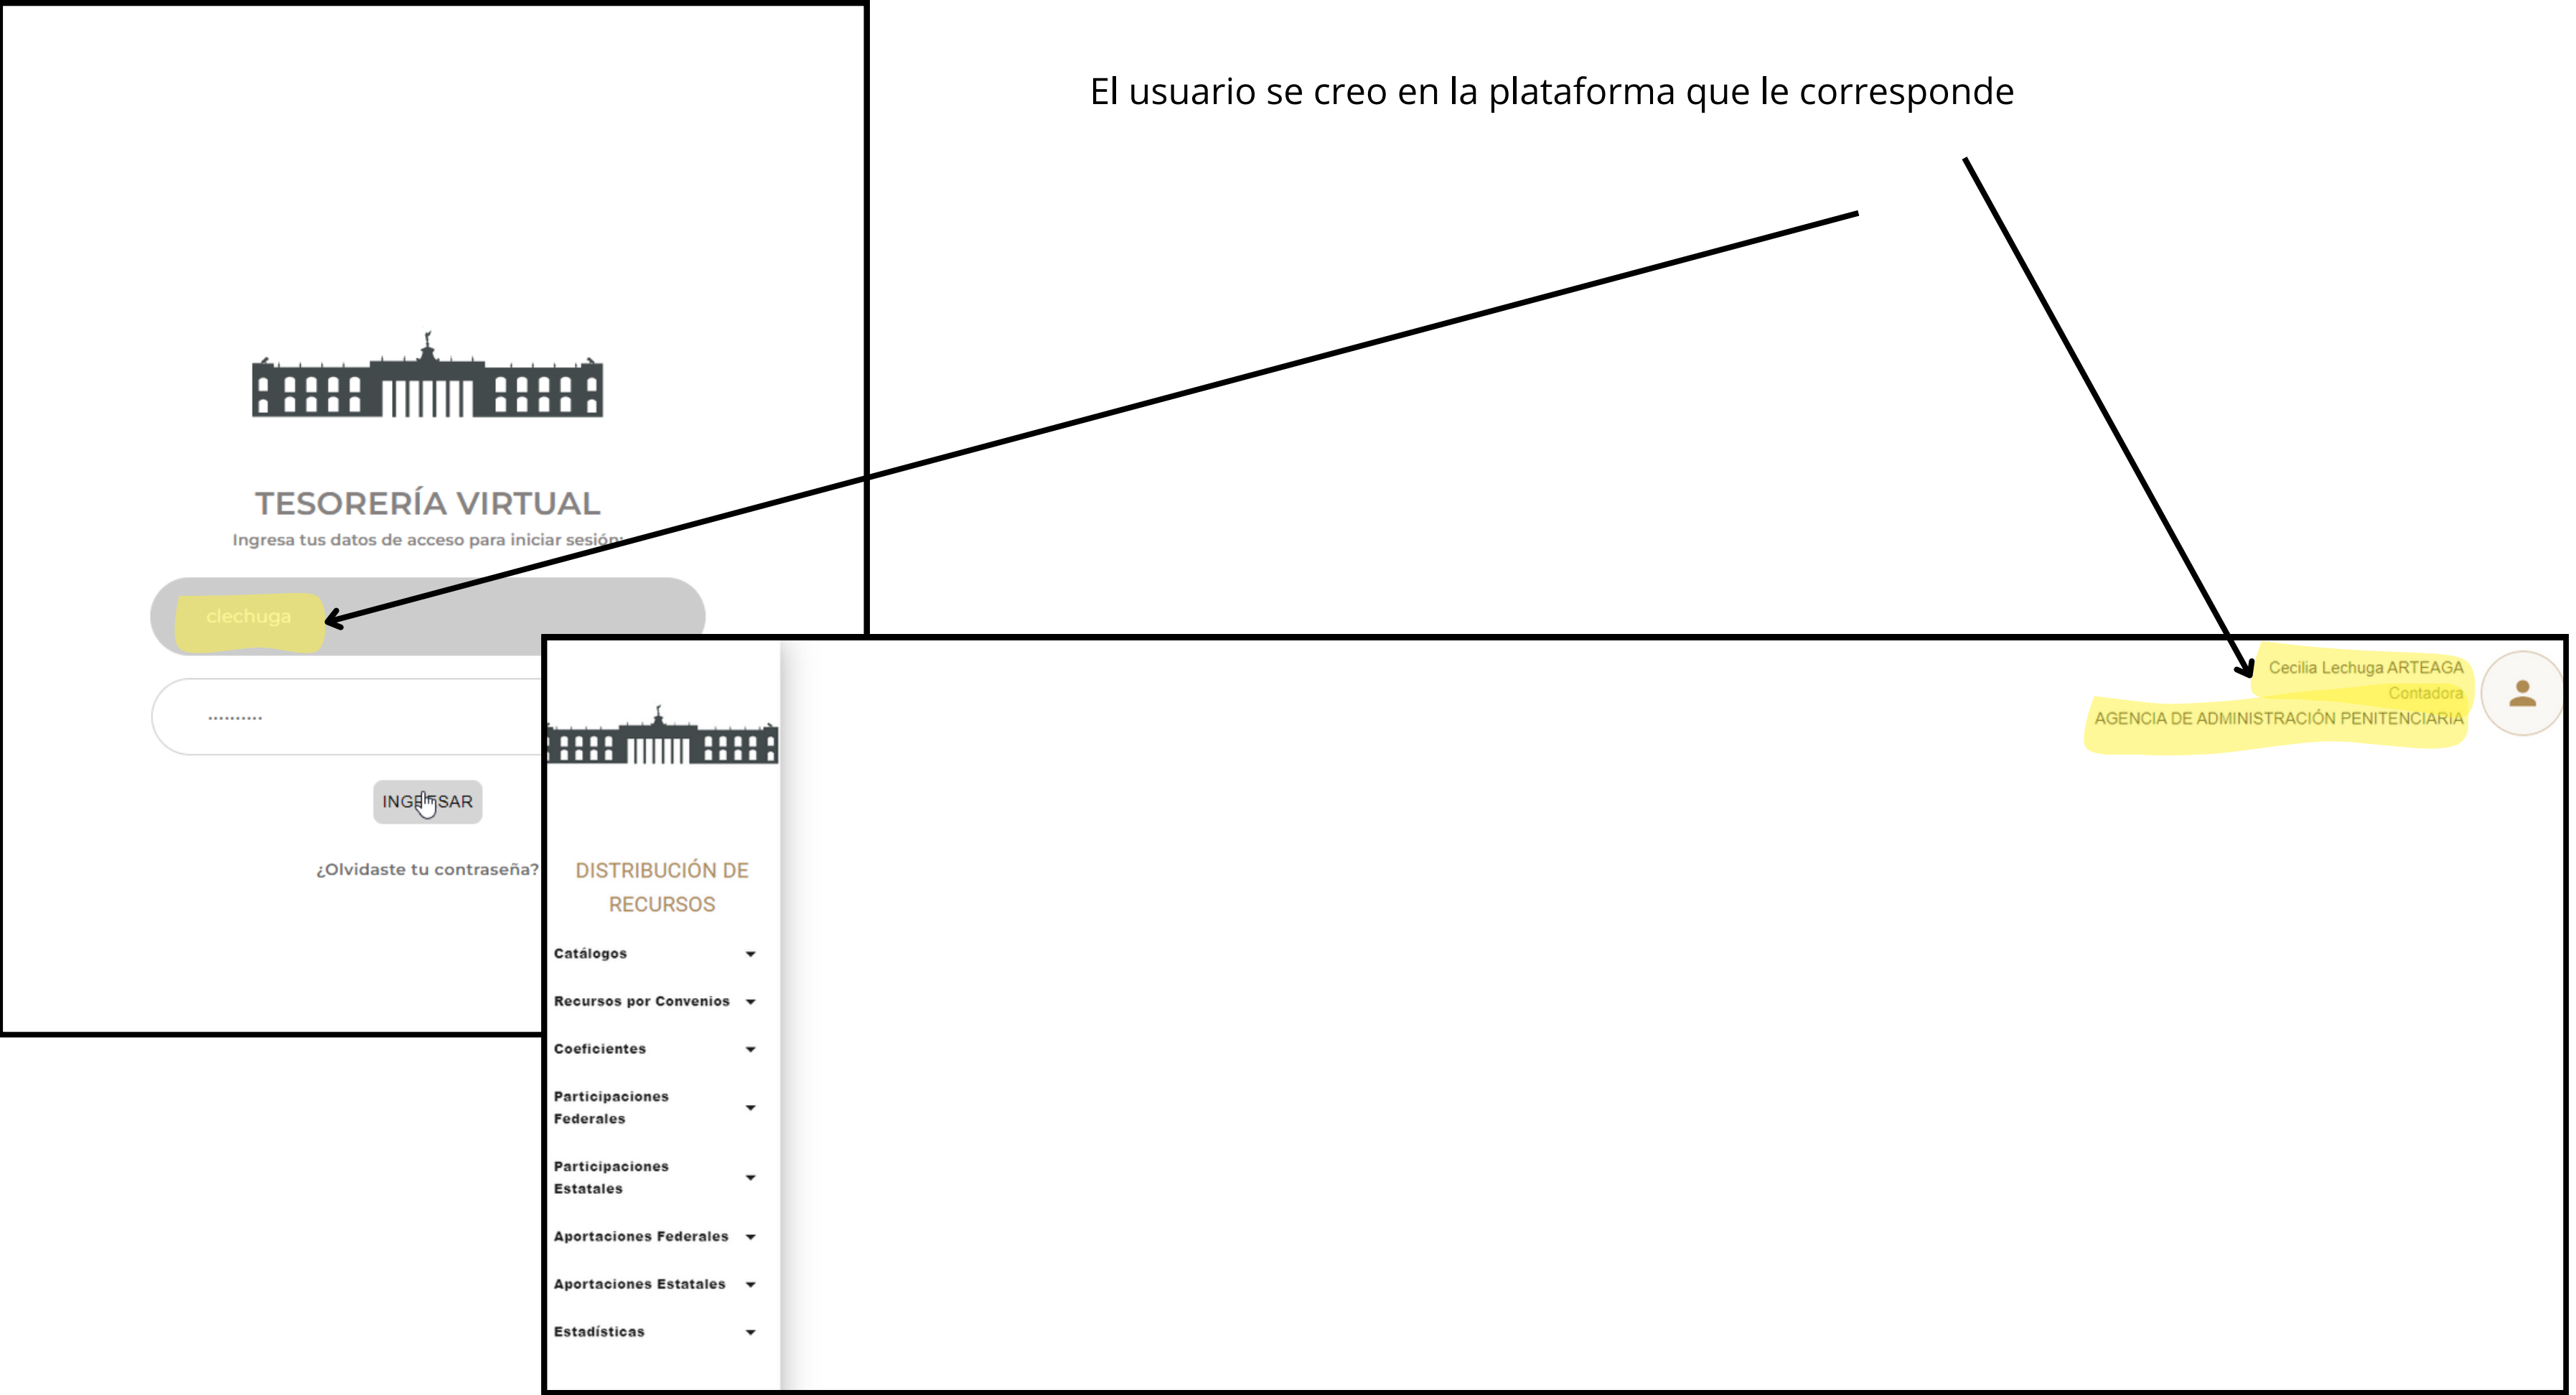 El usuario se creo en la plataforma que le corresponde
TESORERÍA VIRTUAL
Ingresa tus datos de acceso para iniciar sesión:
clechuga
INGRESAR
¿Olvidaste tu contraseña?
Cecilia Lechuga ARTEAGA
Contadora
AGENCIA DE ADMINISTRACIÓN PENITENCIARIA
DISTRIBUCIÓN DE
RECURSOS
Catálogos
Recursos por Convenios
Coeficientes
Participaciones
Federales
Participaciones
Estatales
Aportaciones Federales
Aportaciones Estatales
Estadísticas